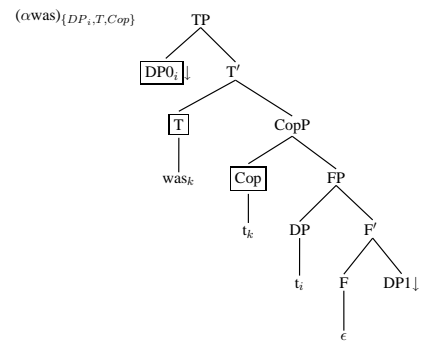 (αwas){DPᵢ,T,Cop} TP
DP0ᵢ↓ T′
T CopP
wasₖ Cop FP
tₖ DP F′
tᵢ F DP1↓
ϵ